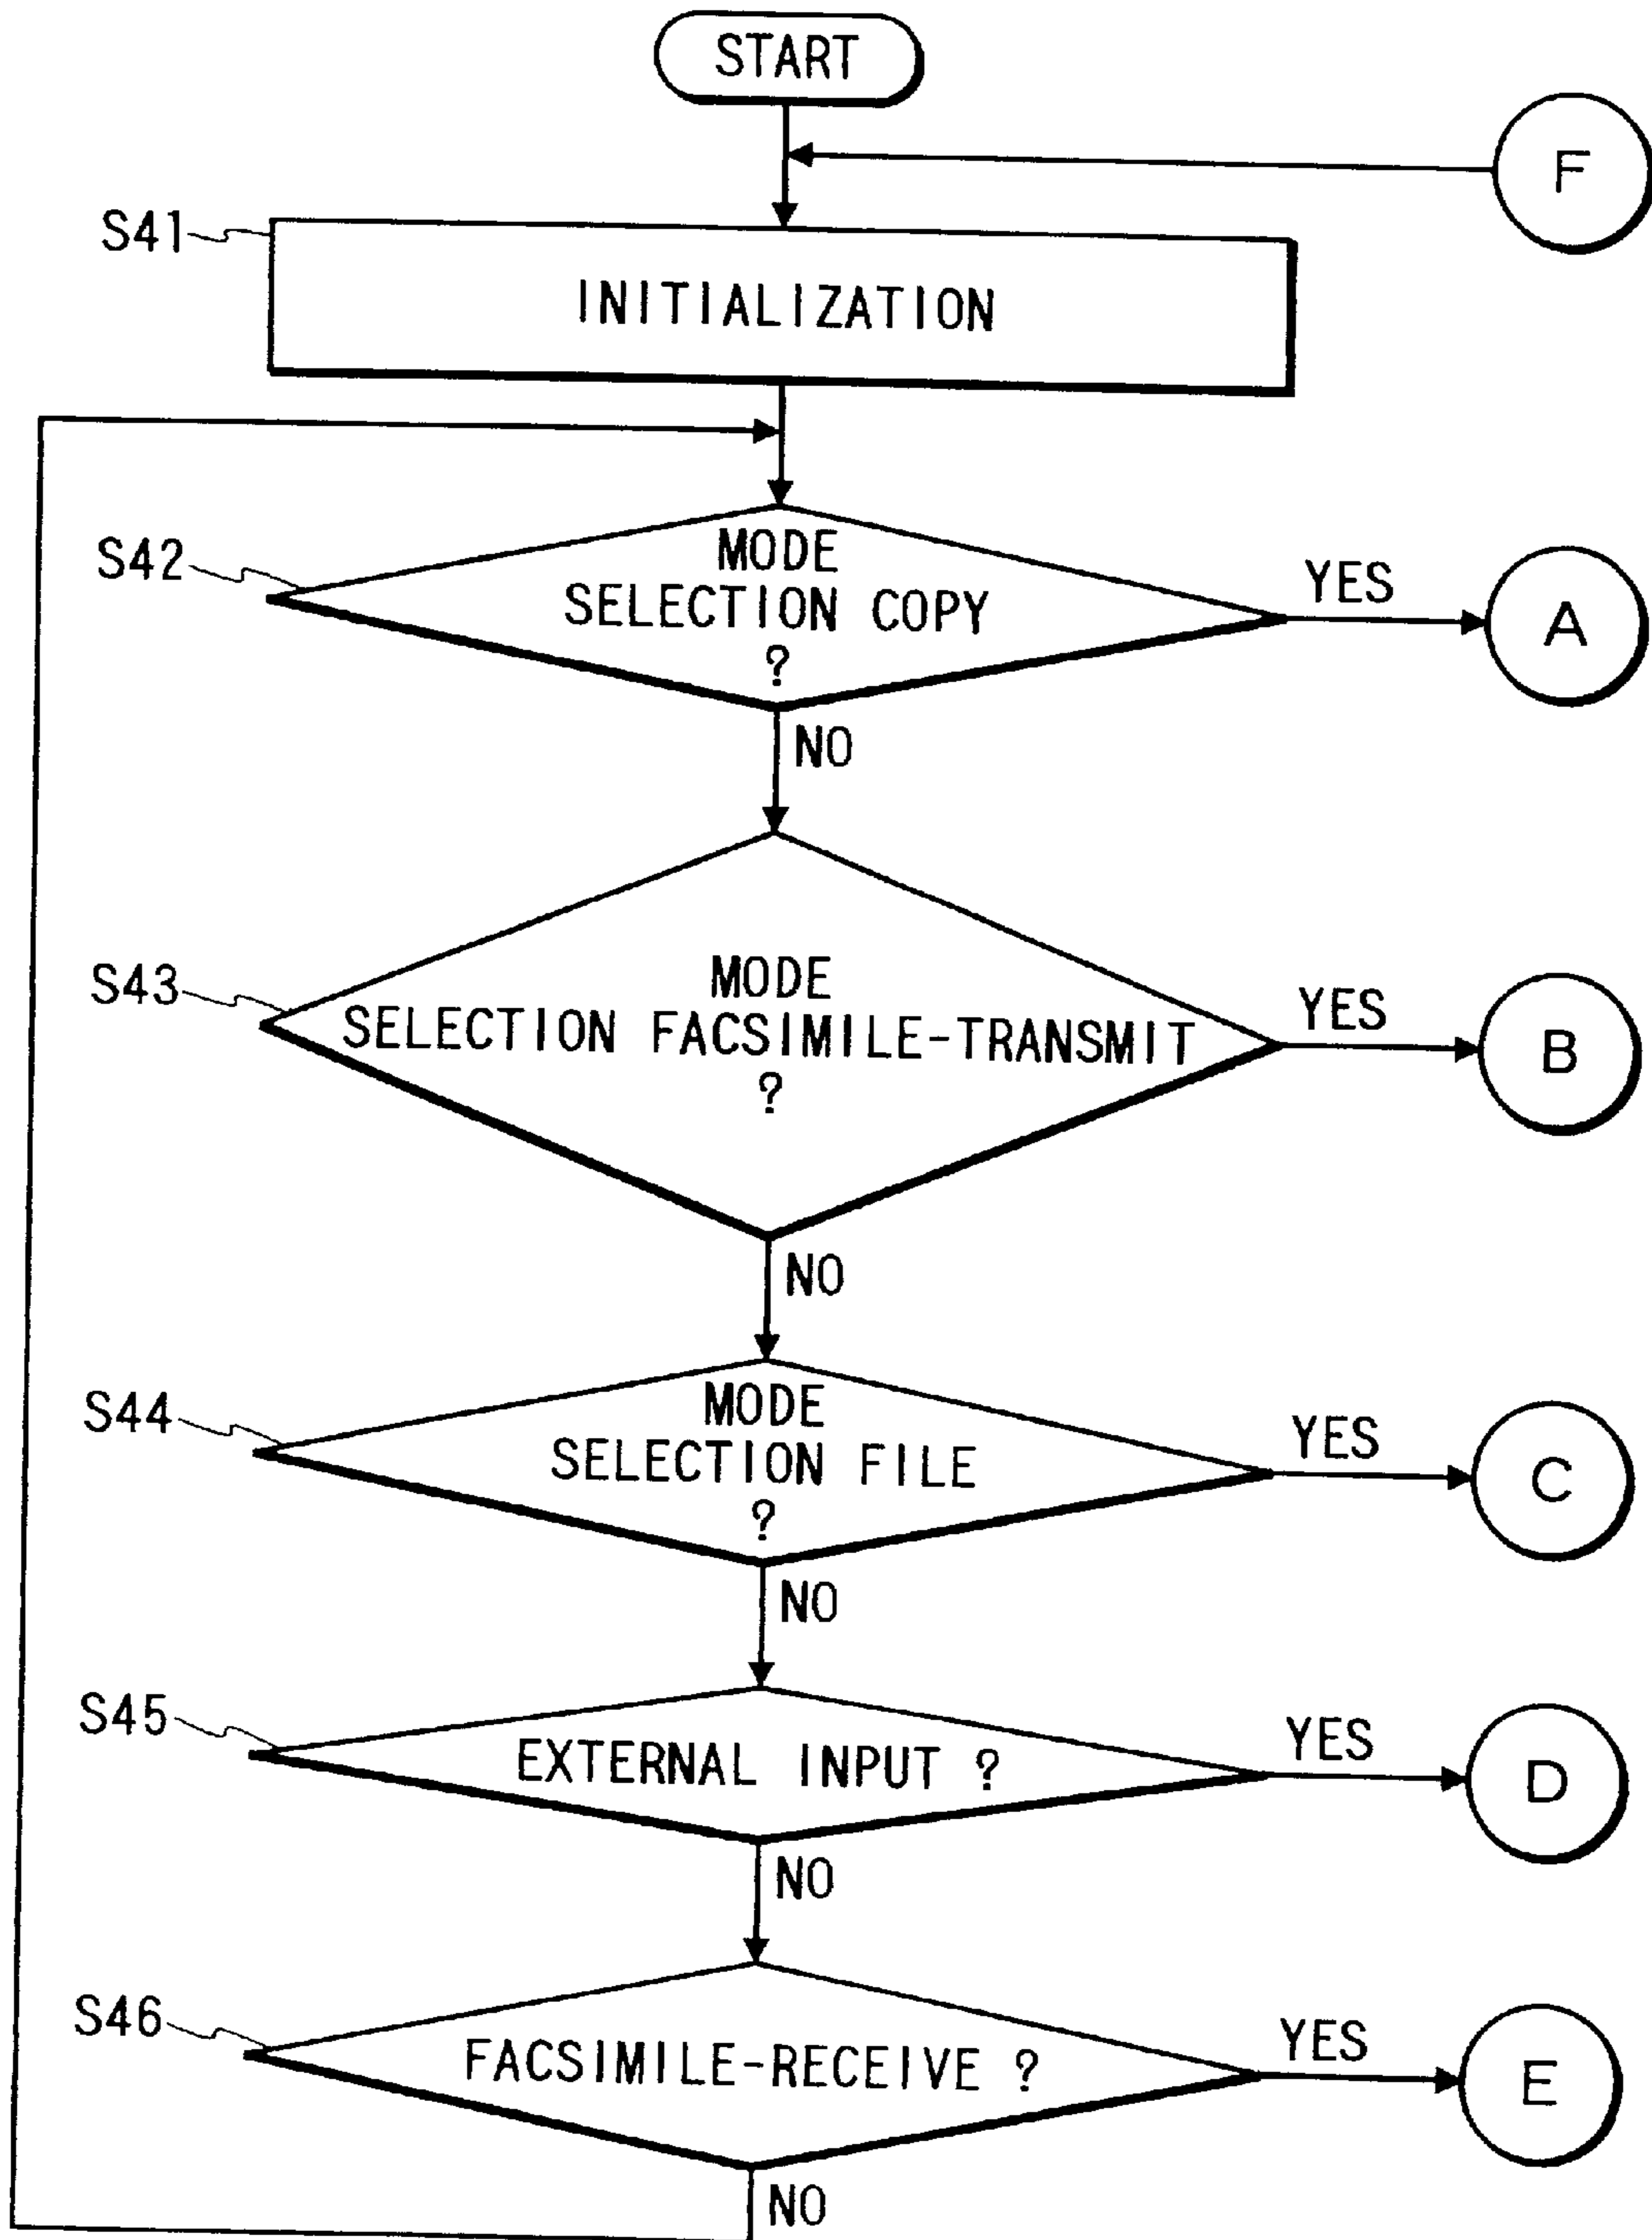 START
F
S41
INITIALIZATION
S42
MODE
SELECTION COPY
?
YES
A
NO
S43
MODE
SELECTION FACSIMILE-TRANSMIT
?
YES
B
NO
S44
MODE
SELECTION FILE
?
YES
C
NO
S45
EXTERNAL INPUT ?
YES
D
NO
S46
FACSIMILE-RECEIVE ?
YES
E
NO